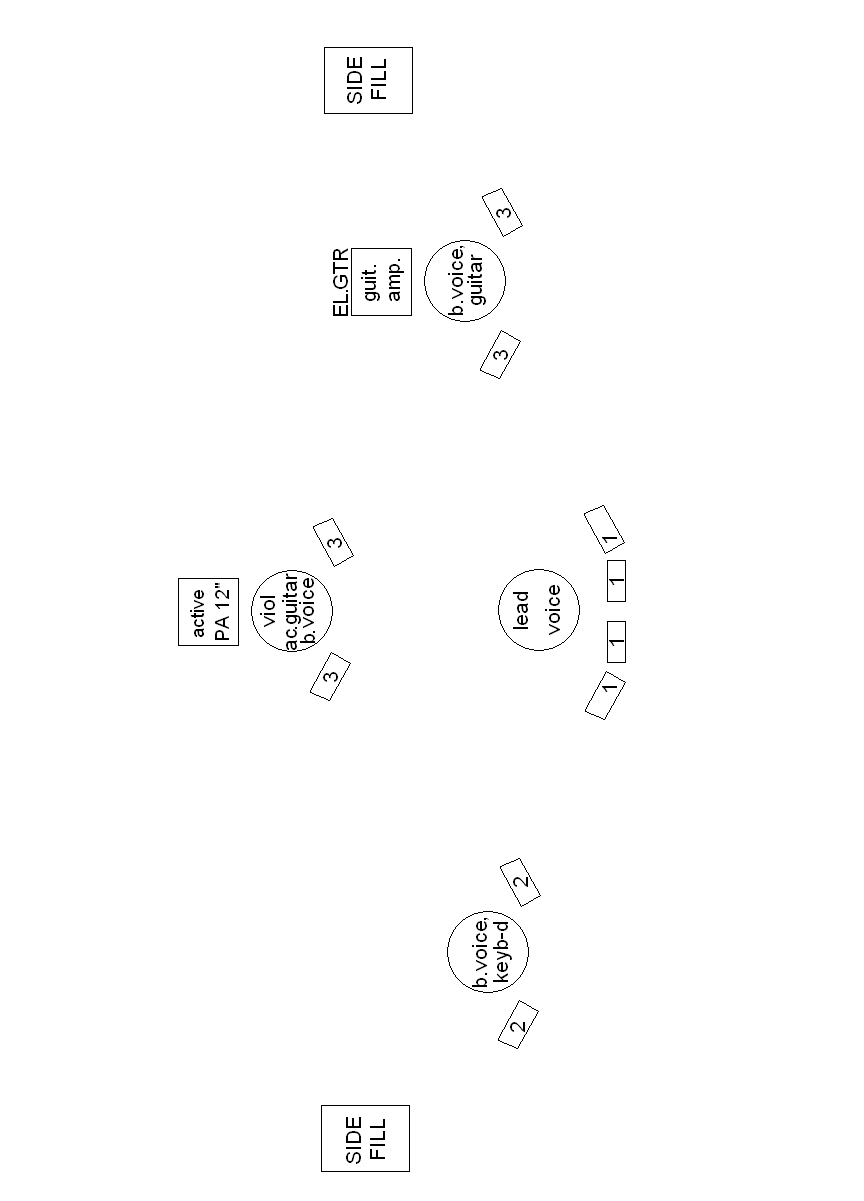 SIDE
FILL
EL.GTR
guit.
amp.
b.voice,
guitar
3
3
active
PA 12"
viol
ac.guitar
b.voice
3
3
lead
voice
1
1
1
1
b.voice,
keyb-d
2
2
SIDE
FILL